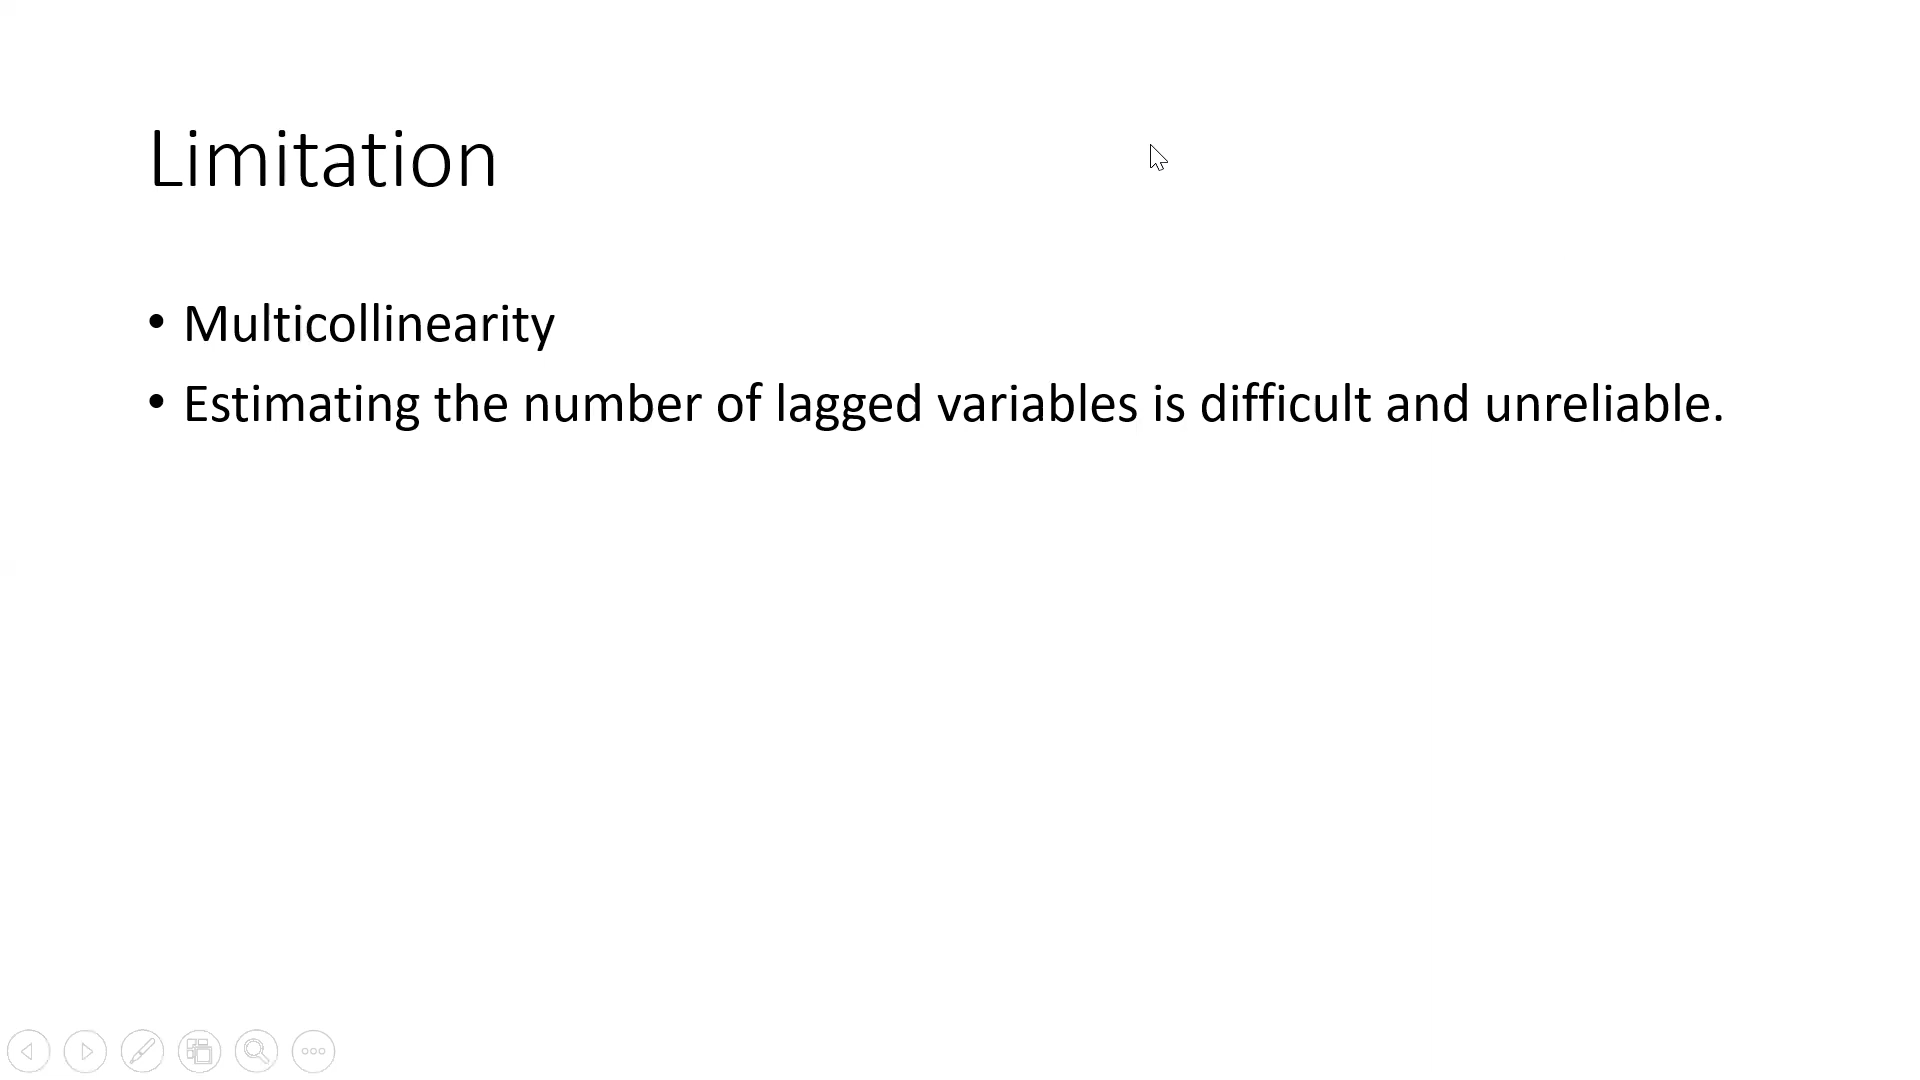 Limitation
• Multicollinearity
• Estimating the number of lagged variables is difficult and unreliable.